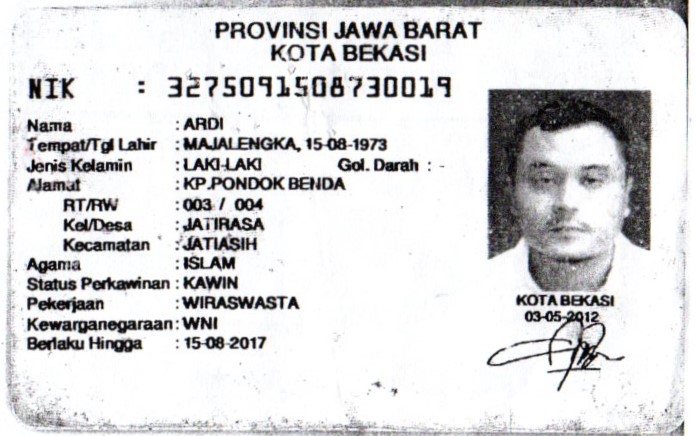 PROVINSI JAWA BARAT
KOTA BEKASI
NIK : 3275091508730019
Nama : ARDI
Tempat/Tgl Lahir : MAJALENGKA, 15-08-1973
Jenis Kelamin : LAKI-LAKI Gol. Darah : -
Alamat : KP.PONDOK BENDA
RT/RW : 003 / 004
Kel/Desa : JATIRASA
Kecamatan : JATIASIH
Agama : ISLAM
Status Perkawinan : KAWIN
Pekerjaan : WIRASWASTA
Kewarganegaraan : WNI
Berlaku Hingga : 15-08-2017
KOTA BEKASI
03-05-2012